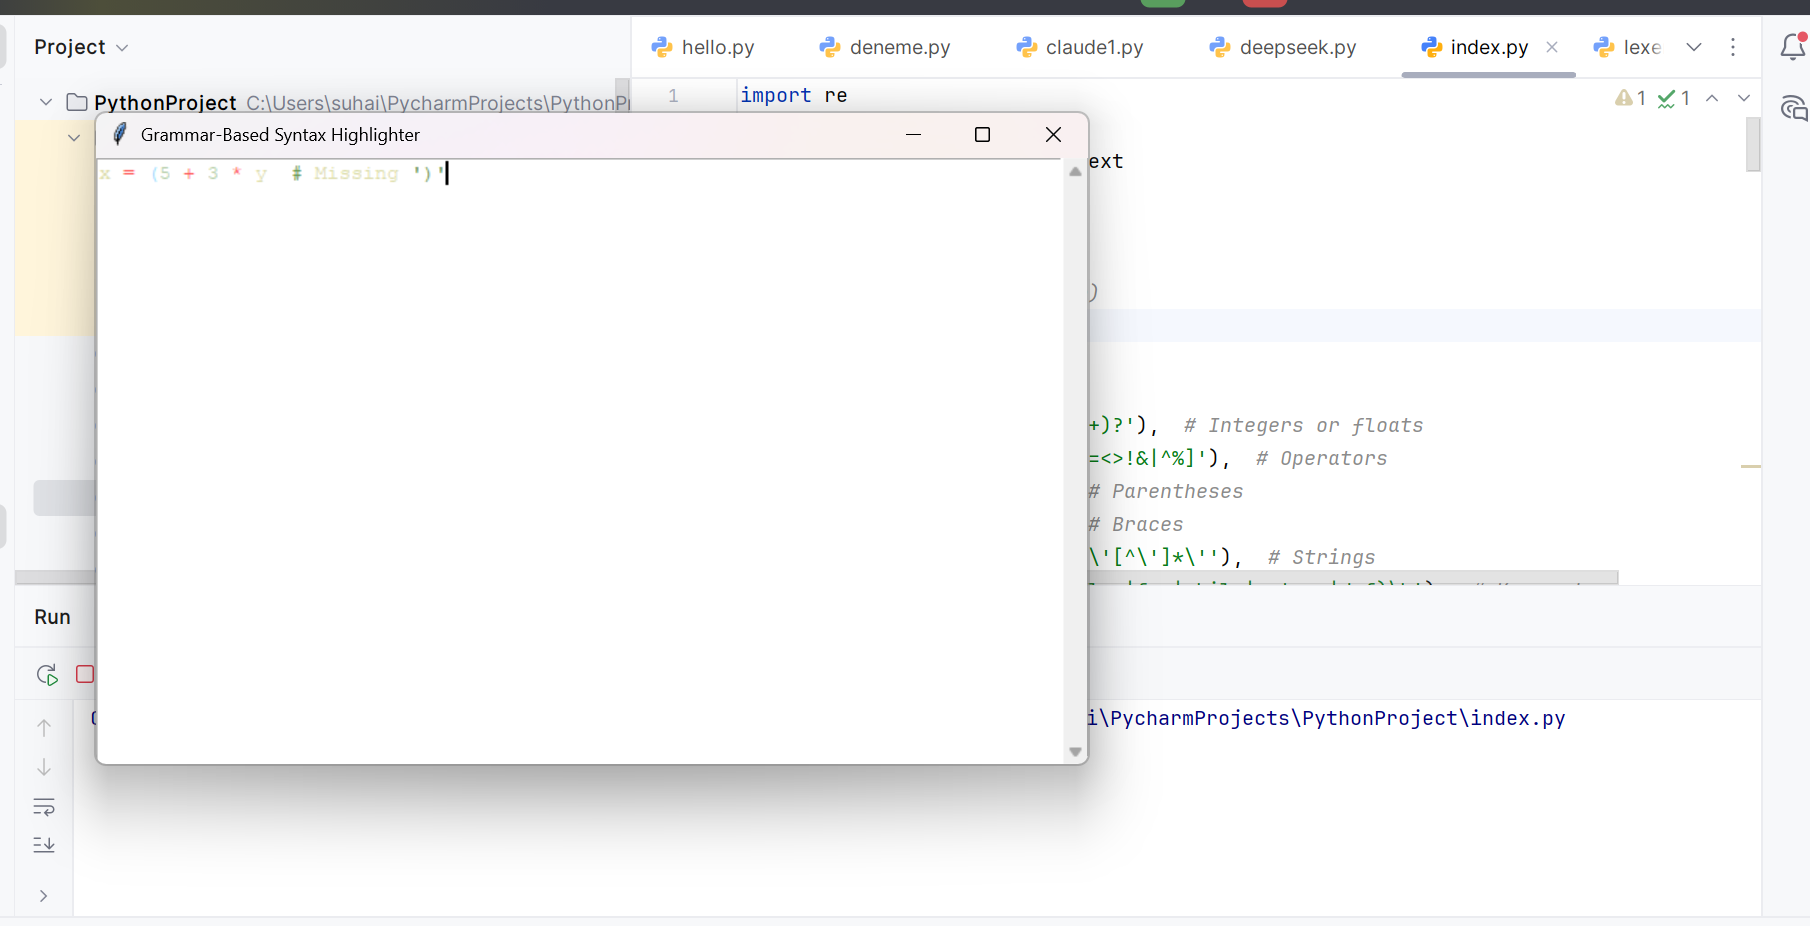 Project
hello.py
deneme.py
claude1.py
deepseek.py
index.py
lexe
PythonProject C:\Users\suhai\PycharmProjects\PythonP
1 import re
1 1
Grammar-Based Syntax Highlighter
x = (5 + 3 * y  # Missing ')'
ext
)
+)?'),  # Integers or floats
=<>!&|^%]'),  # Operators
# Parentheses
# Braces
\'[^\']*\''),  # Strings
Run
i\PycharmProjects\PythonProject\index.py